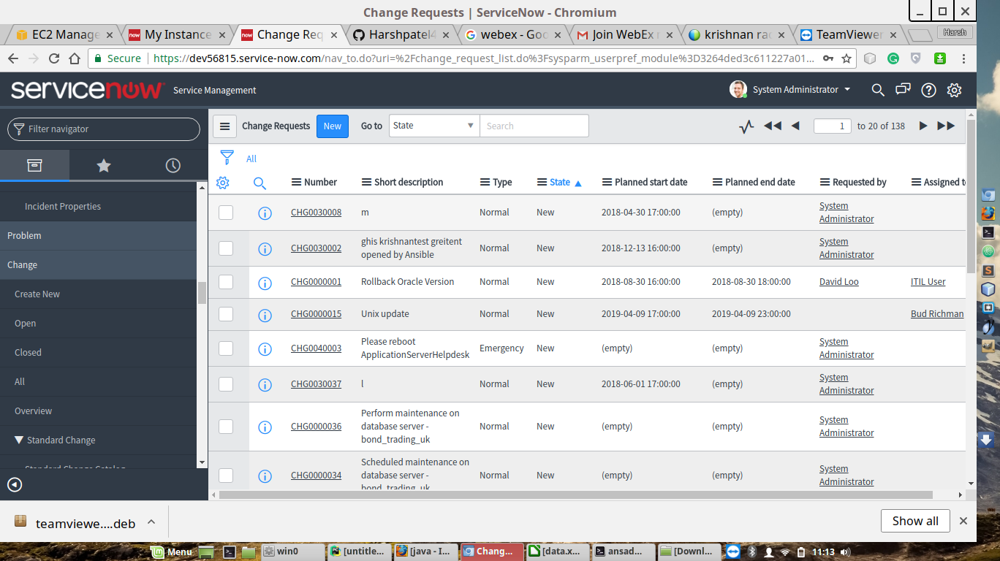 Change Requests | ServiceNow - Chromium
EC2 Manage
My Instance
Change Req
Harshpatel4
webex - Goo
Join WebEx
krishnan ra
TeamViewer
Harsh
Secure | https://dev56815.service-now.com/nav_to.do?uri=%2Fchange_request_list.do%3Fsysparm_userpref_module%3D3264ded3c611227a01...
servicenow Service Management
System Administrator
Filter navigator
Change Requests New Go to State Search
1 to 20 of 138
All
Number Short description Type State Planned start date Planned end date Requested by Assigned to
Incident Properties
Problem
Change
Create New
Open
Closed
All
Overview
Standard Change
Standard Change Catalog
CHG0030008 m Normal New 2018-04-30 17:00:00 (empty) System
Administrator
CHG0030002 ghis krishnantest greitent
opened by Ansible Normal New 2018-12-13 16:00:00 (empty) System
Administrator
CHG0000001 Rollback Oracle Version Normal New 2018-08-30 16:00:00 2018-08-30 18:00:00 David Loo ITIL User
CHG0000015 Unix update Normal New 2019-04-09 17:00:00 2019-04-09 23:00:00 Bud Richman
CHG0040003 Please reboot
ApplicationServerHelpdesk Emergency New (empty) (empty) System
Administrator
CHG0030037 l Normal New 2018-06-01 17:00:00 (empty) System
Administrator
CHG0000036 Perform maintenance on
database server -
bond_trading_uk Normal New (empty) (empty) System
Administrator
CHG0000034 Scheduled maintenance on
database server -
bond_trading_uk Normal New (empty) (empty) System
Administrator
teamviewe....deb
Show all
Menu
win0
[untitle...
[java - I...
Chang...
[data.x...
ansad...
[Downl...
11:13